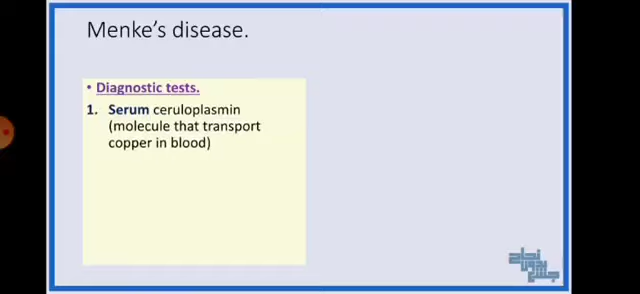 Menke's disease.
• Diagnostic tests.
1. Serum ceruloplasmin
(molecule that transport
copper in blood)